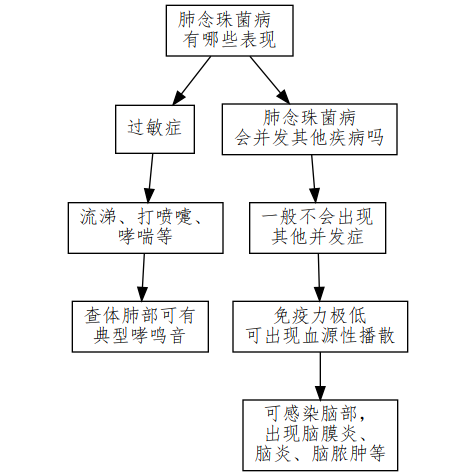 肺念珠菌病
有哪些表现
过敏症
肺念珠菌病
会并发其他疾病吗
流涕、打喷嚏、
哮喘等
一般不会出现
其他并发症
查体肺部可有
典型哮鸣音
免疫力极低
可出现血源性播散
可感染脑部，
出现脑膜炎、
脑炎、脑脓肿等